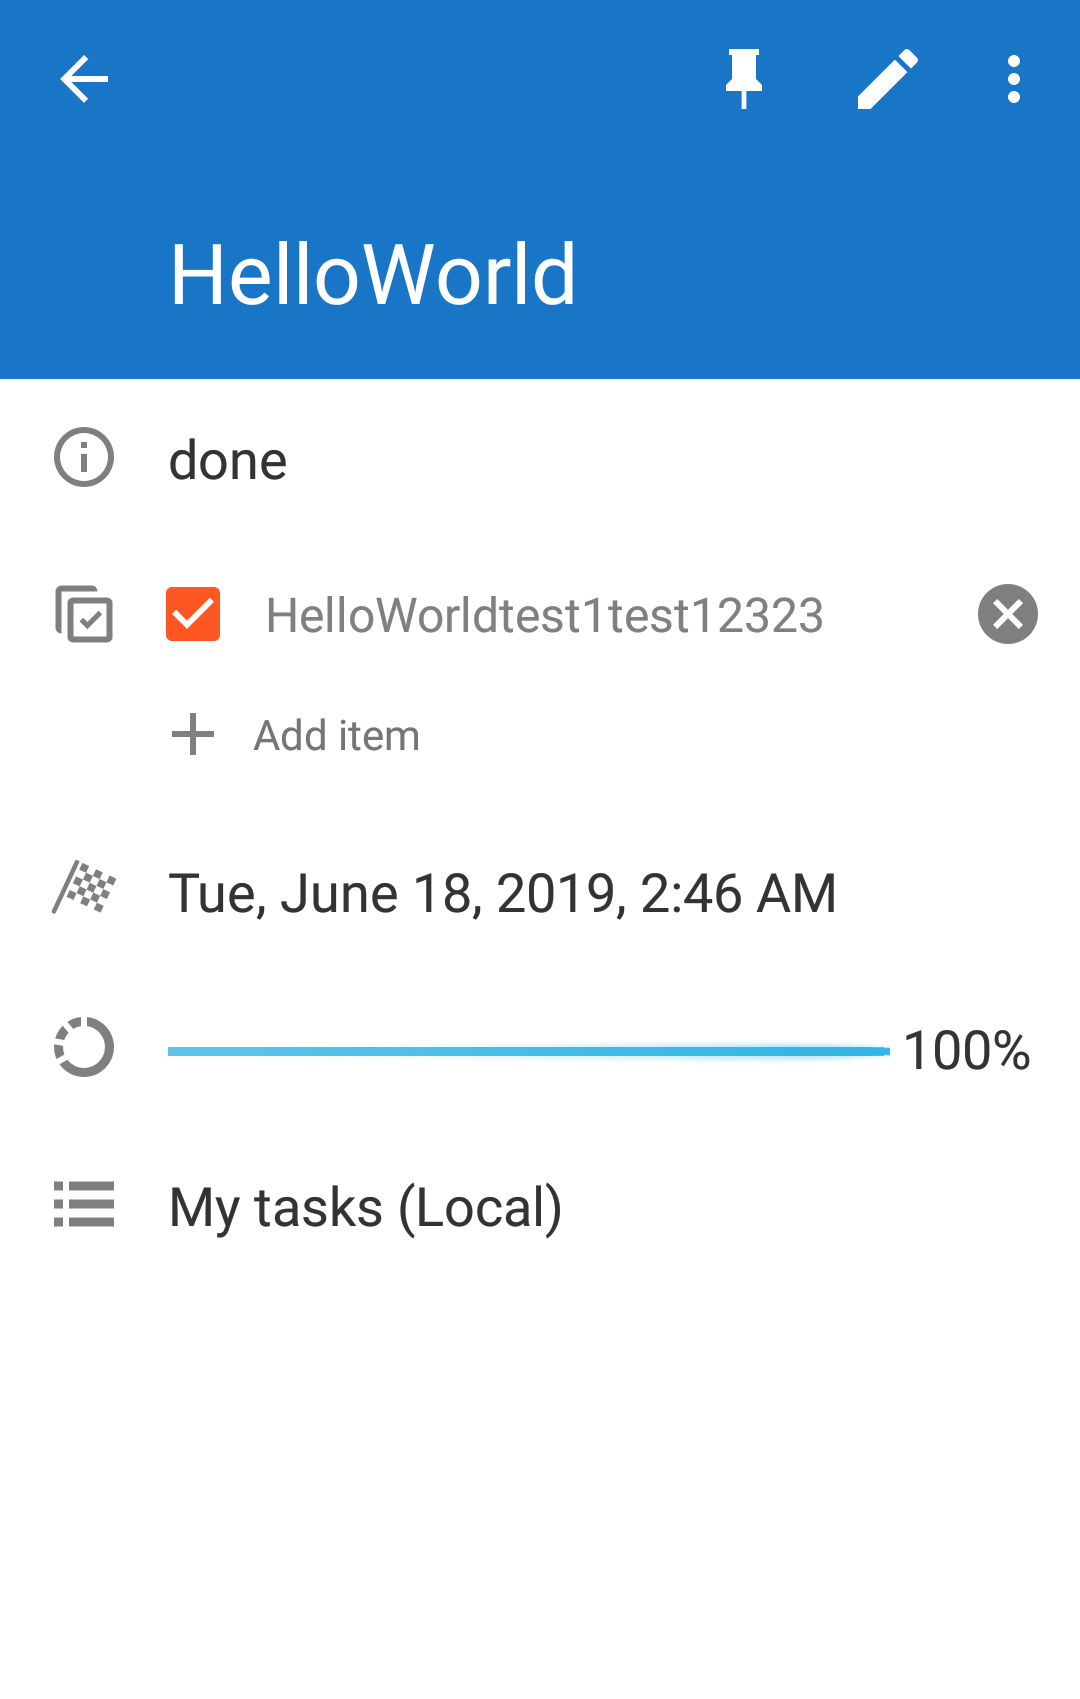 HelloWorld
done
HelloWorldtest1test12323
Add item
Tue, June 18, 2019, 2:46 AM
100%
My tasks (Local)